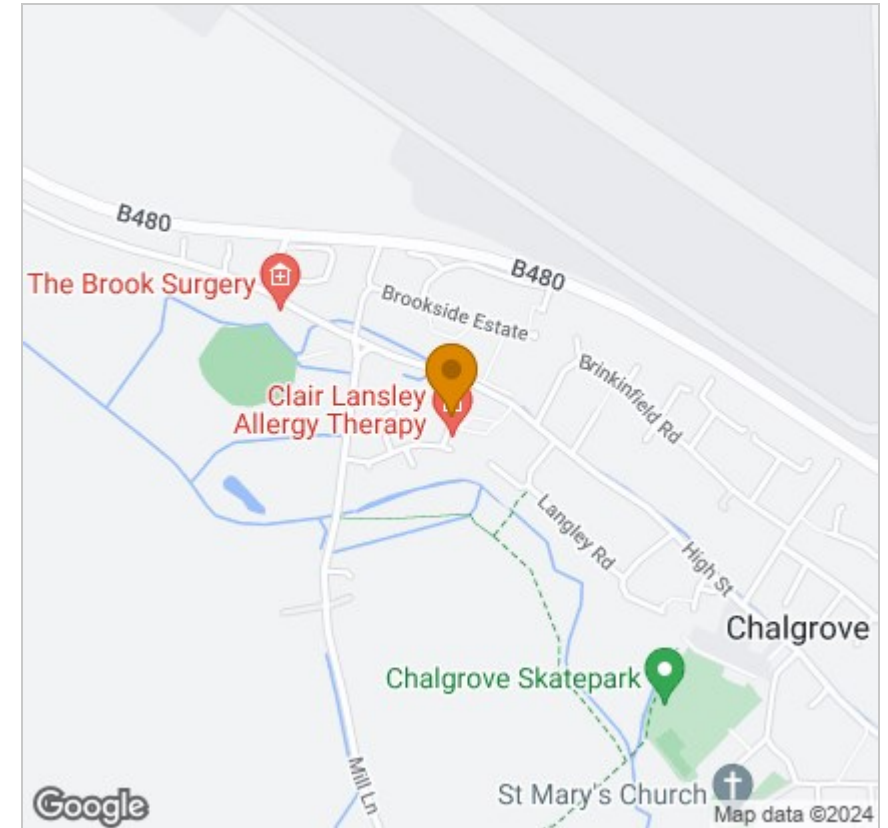 B480
The Brook Surgery
B480
Brookside Estate
Clair Lansley
Allergy Therapy
Brinkinfield Rd
Langley Rd
High St
Chalgrove
Chalgrove Skatepark
Mill Ln
St Mary's Church
Google
Map data ©2024